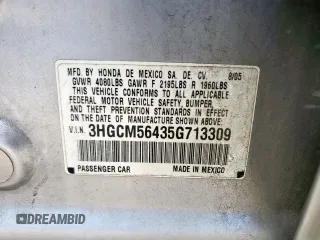 MFD. BY HONDA DE MEXICO SA. DE. CV. 8/05
GVWR 4080LBS GAWR F 2195LBS R 1960LBS
THIS VEHICLE CONFORMS TO ALL APPLICABLE
FEDERAL MOTOR VEHICLE SAFETY, BUMPER,
AND THEFT PREVENTION STANDARDS
IN EFFECT ON THE DATE OF
MANUFACTURE SHOWN ABOVE.
V.I.N. 3HGCM56435G713309
PASSENGER CAR MADE IN MEXICO
DREAMBID